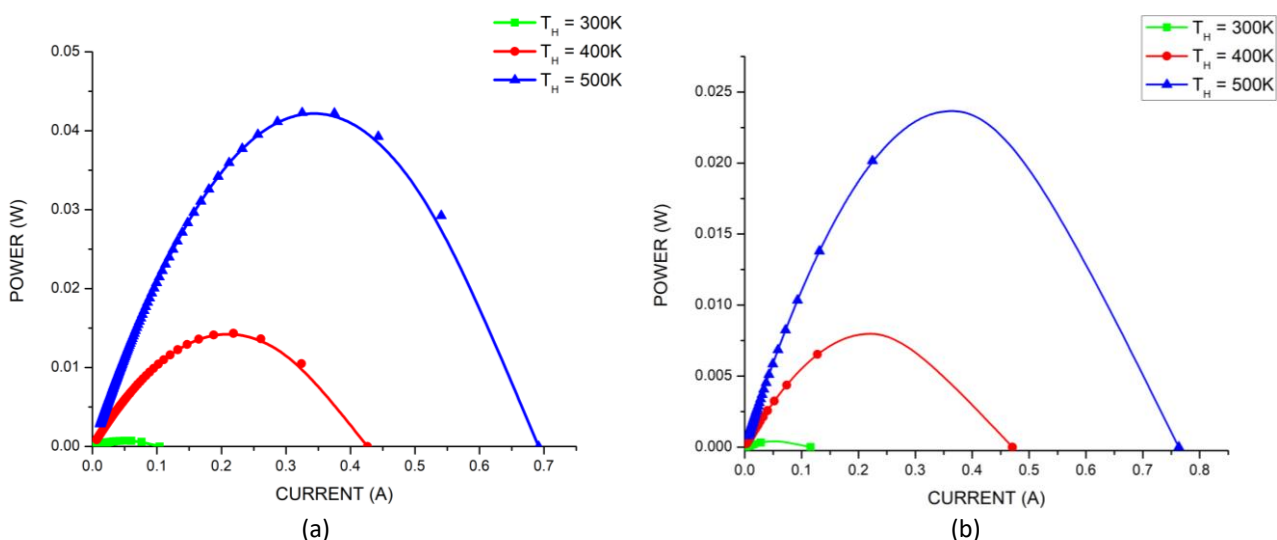 T_H = 300K
T_H = 400K
T_H = 500K
0.05
0.04
0.03
0.02
0.01
0.00
POWER (W)
0.0 0.1 0.2 0.3 0.4 0.5 0.6 0.7
CURRENT (A)
(a)
T_H = 300K
T_H = 400K
T_H = 500K
0.025
0.020
0.015
0.010
0.005
0.000
POWER (W)
0.0 0.1 0.2 0.3 0.4 0.5 0.6 0.7 0.8
CURRENT (A)
(b)